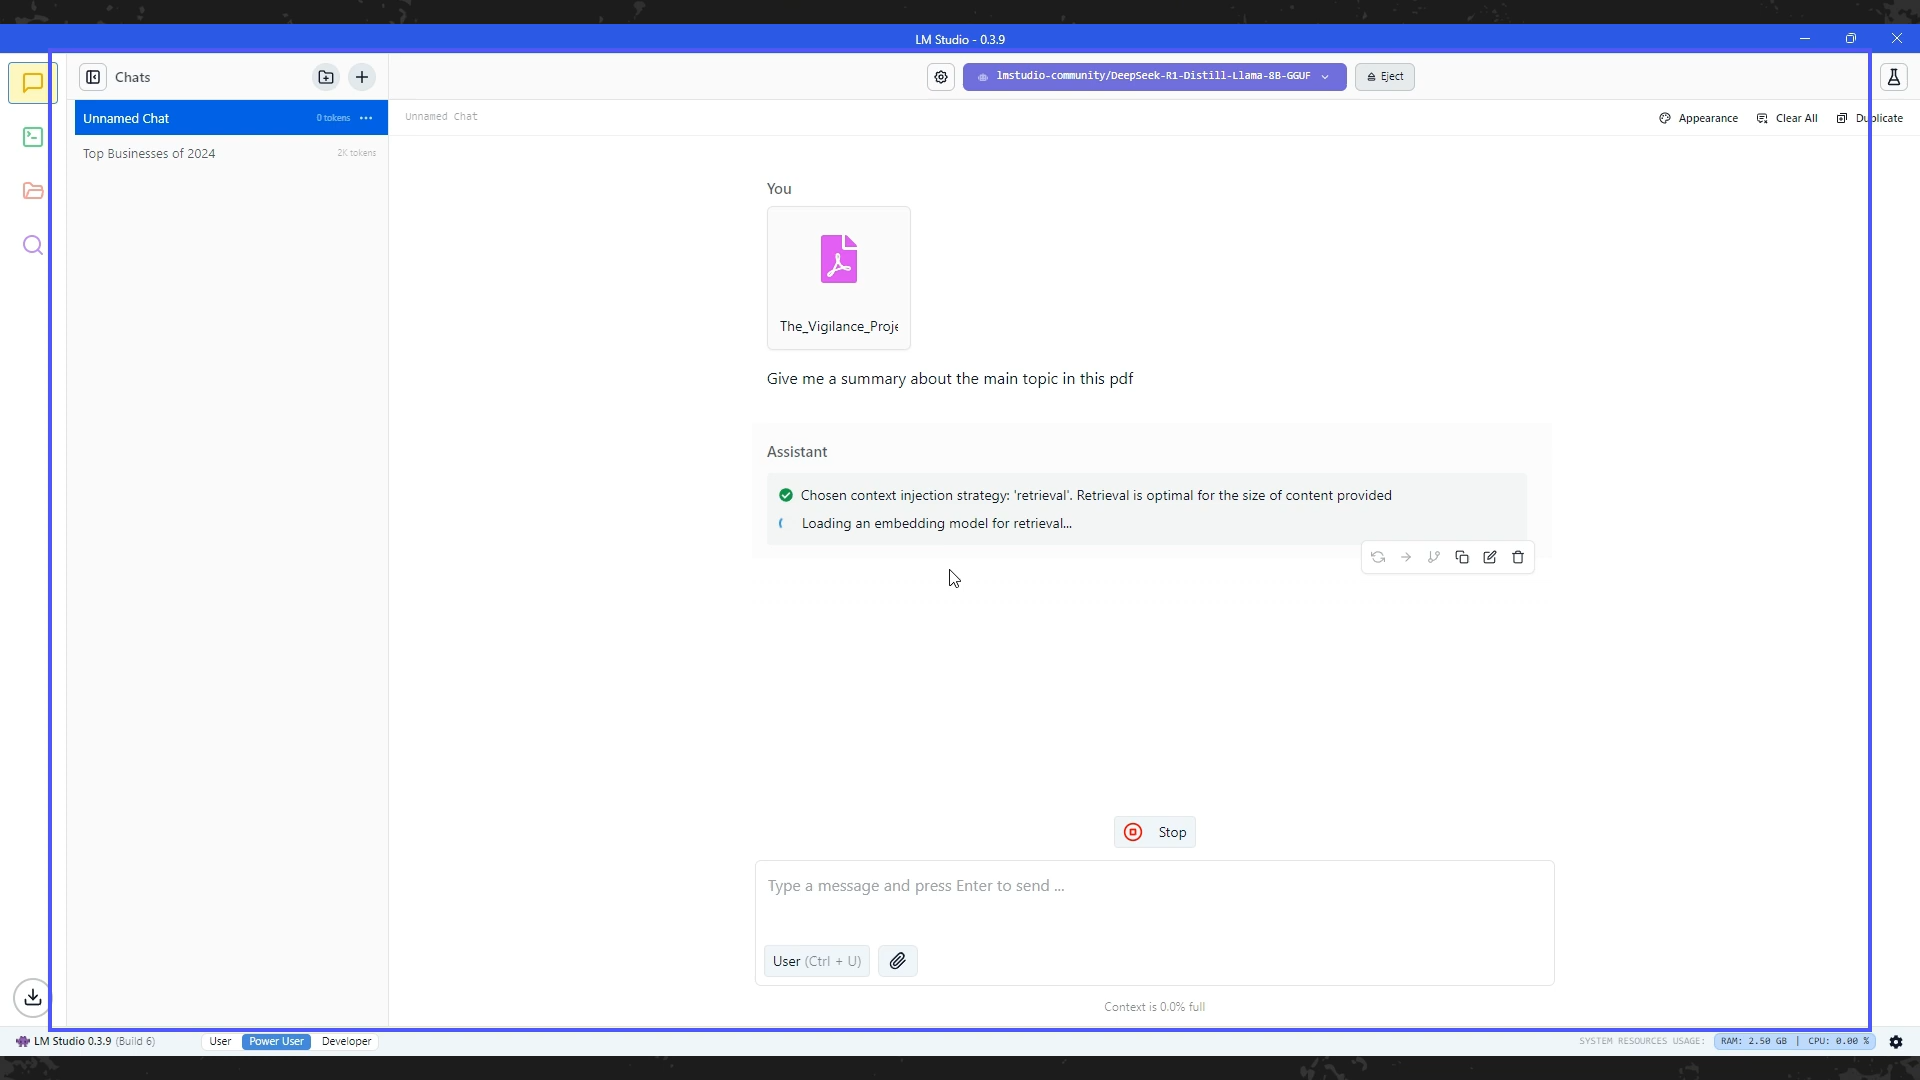 LM Studio - 0.3.9
Chats
lmstudio-community/DeepSeek-R1-Distill-Llama-8B-GGUF
Eject
Unnamed Chat
0 tokens
Unnamed Chat
Appearance
Clear All
Duplicate
Top Businesses of 2024
2K tokens
You
The_Vigilance_Proje
Give me a summary about the main topic in this pdf
Assistant
Chosen context injection strategy: 'retrieval'. Retrieval is optimal for the size of content provided
Loading an embedding model for retrieval...
Stop
Type a message and press Enter to send ...
User (Ctrl + U)
Context is 0.0% full
LM Studio 0.3.9 (Build 6)
User
Power User
Developer
SYSTEM RESOURCES USAGE:
RAM: 2.50 GB | CPU: 0.00 %